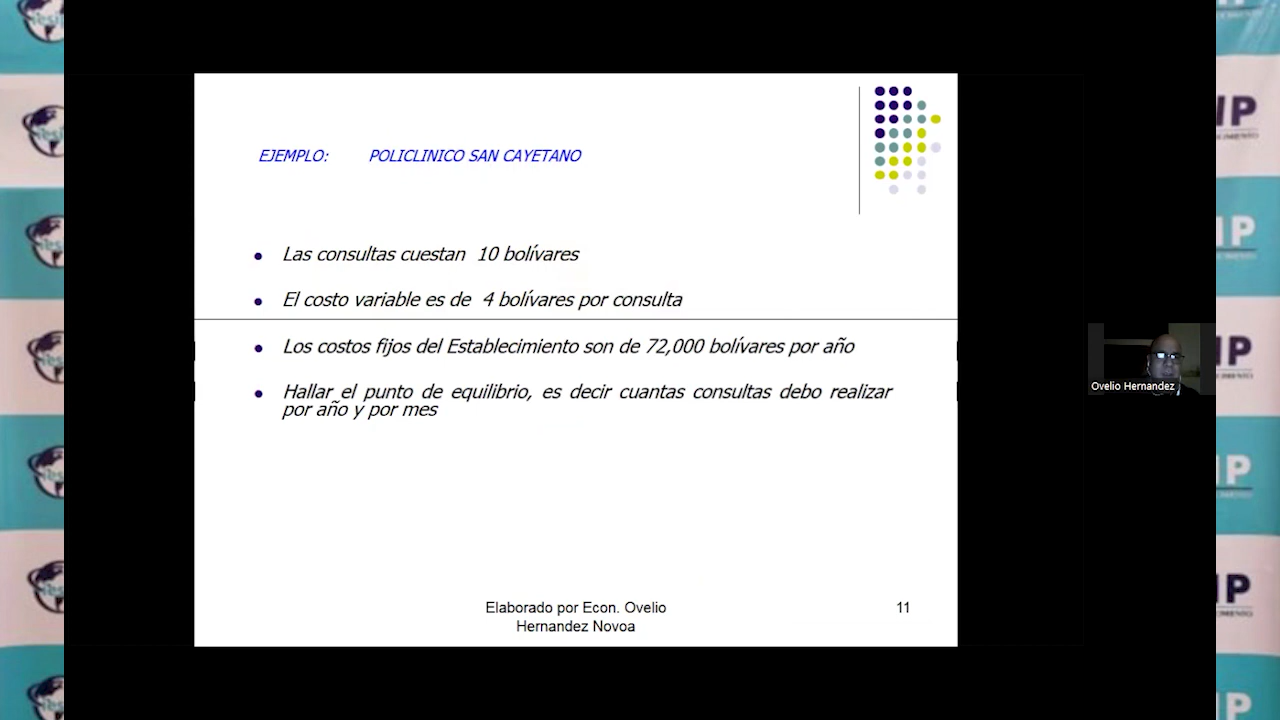 EJEMPLO: POLICLINICO SAN CAYETANO
Las consultas cuestan 10 bolívares
El costo variable es de 4 bolívares por consulta
Los costos fijos del Establecimiento son de 72,000 bolívares por año
Hallar el punto de equilibrio, es decir cuantas consultas debo realizar
por año y por mes
Elaborado por Econ. Ovelio
Hernandez Novoa
11
Ovelio Hernandez